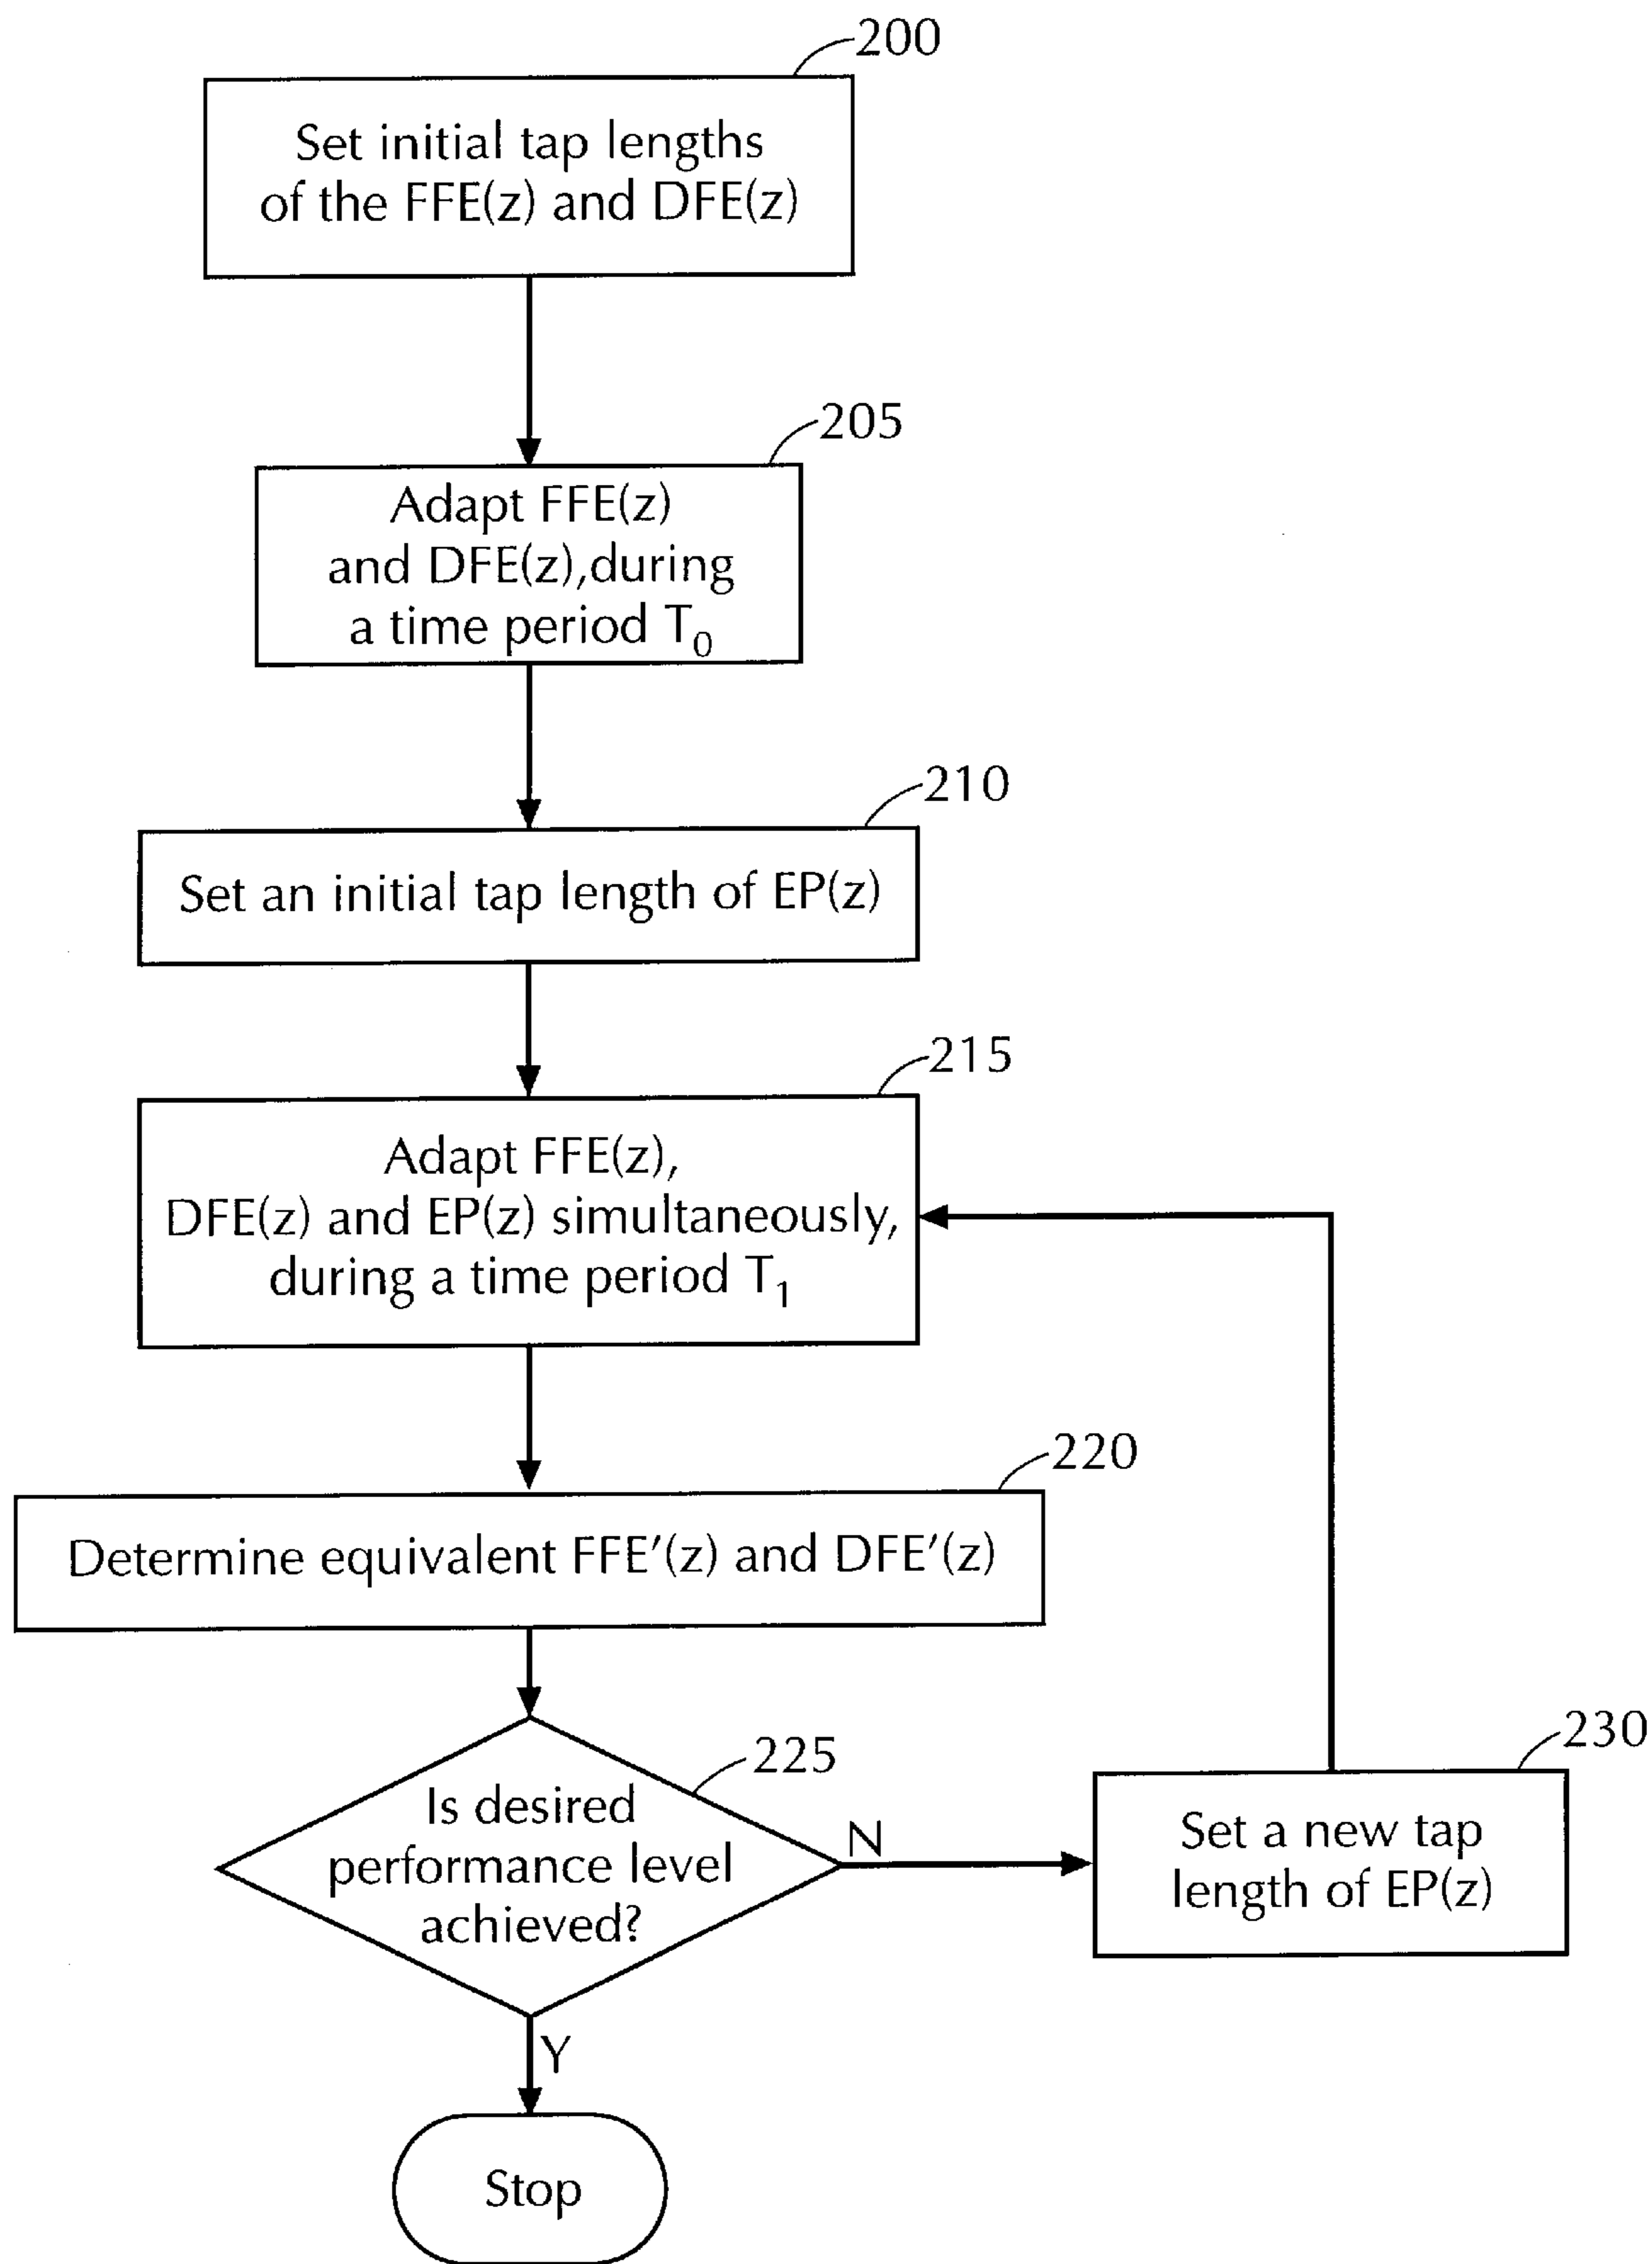 200
Set initial tap lengths
of the FFE(z) and DFE(z)
205
Adapt FFE(z)
and DFE(z),during
a time period T₀
210
Set an initial tap length of EP(z)
215
Adapt FFE(z),
DFE(z) and EP(z) simultaneously,
during a time period T₁
220
Determine equivalent FFE′(z) and DFE′(z)
225
Is desired
performance level
achieved?
N
230
Set a new tap
length of EP(z)
Y
Stop